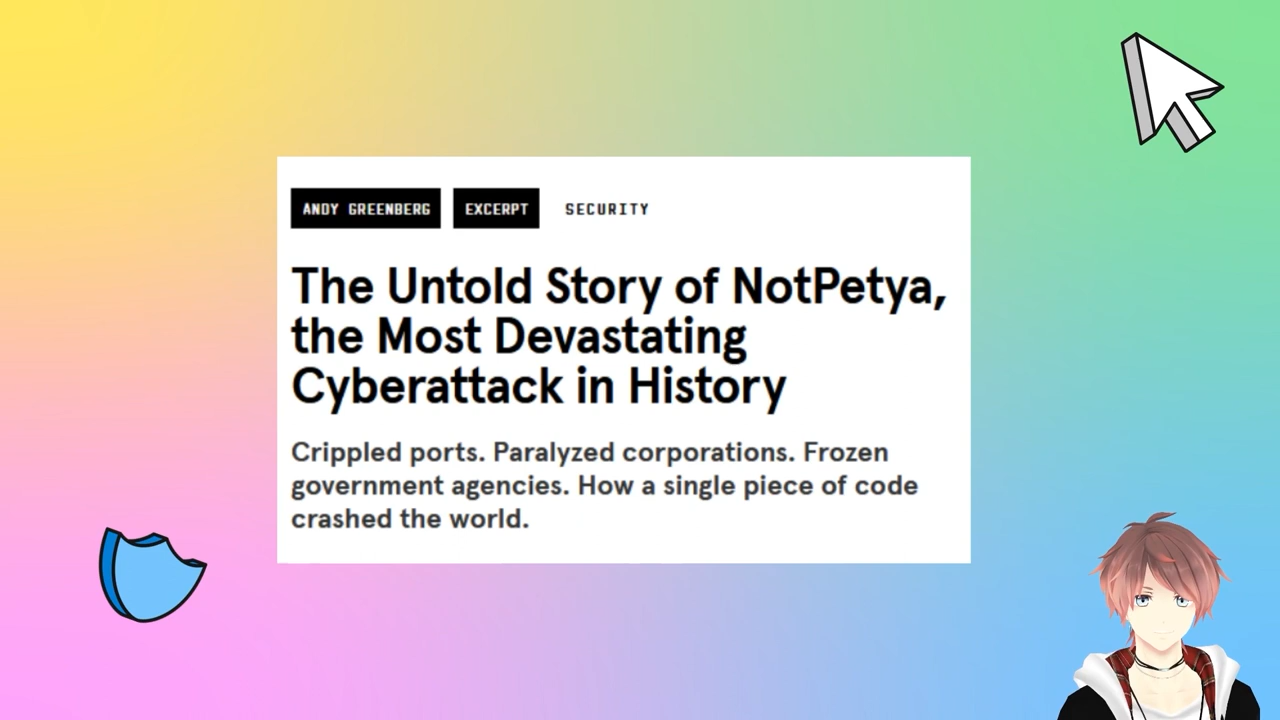 ANDY GREENBERG EXCERPT SECURITY
The Untold Story of NotPetya,
the Most Devastating
Cyberattack in History
Crippled ports. Paralyzed corporations. Frozen
government agencies. How a single piece of code
crashed the world.